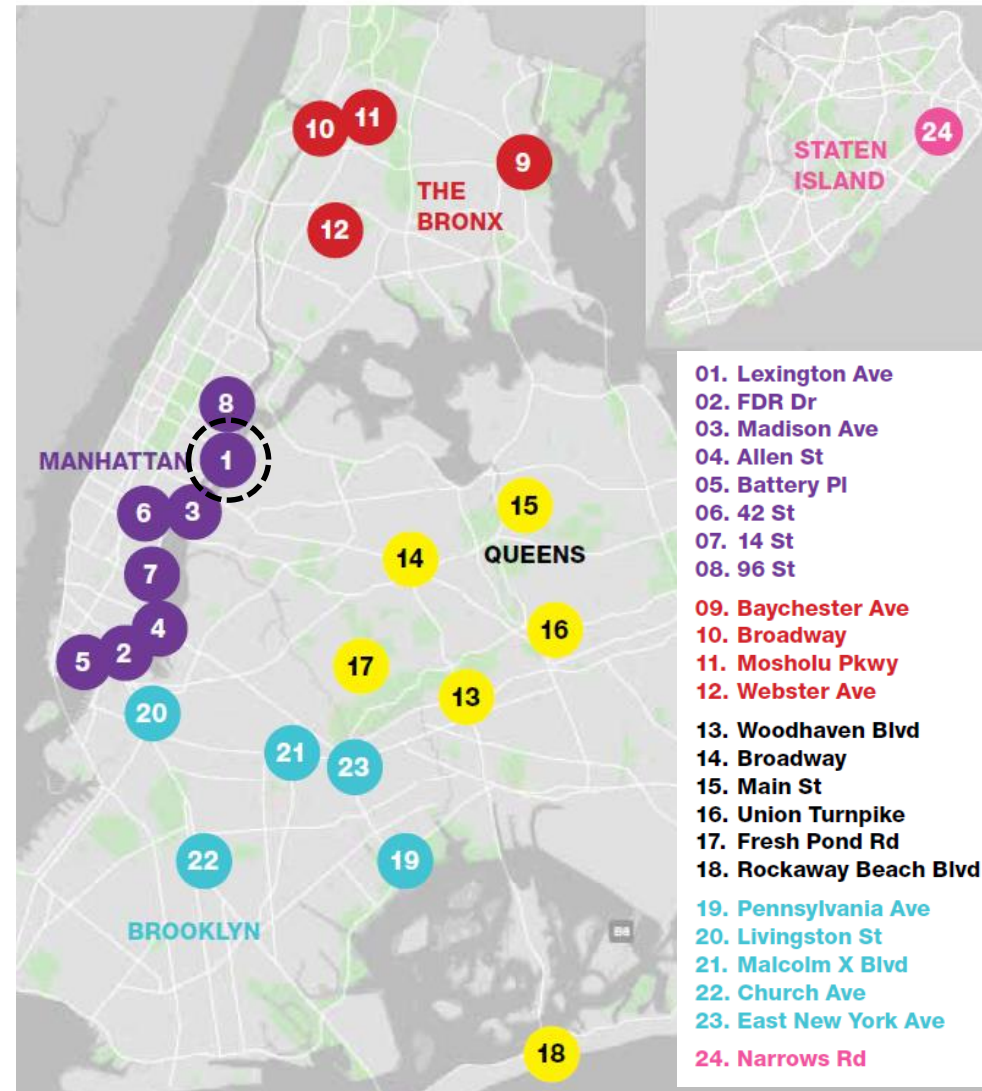 10
11
9
THE
BRONX
12
STATEN
ISLAND
24
8
MANHATTAN
1
6
3
7
4
5
2
15
14
QUEENS
16
17
13
20
21
23
22
19
BROOKLYN
18
01. Lexington Ave
02. FDR Dr
03. Madison Ave
04. Allen St
05. Battery Pl
06. 42 St
07. 14 St
08. 96 St
09. Baychester Ave
10. Broadway
11. Mosholu Pkwy
12. Webster Ave
13. Woodhaven Blvd
14. Broadway
15. Main St
16. Union Turnpike
17. Fresh Pond Rd
18. Rockaway Beach Blvd
19. Pennsylvania Ave
20. Livingston St
21. Malcolm X Blvd
22. Church Ave
23. East New York Ave
24. Narrows Rd